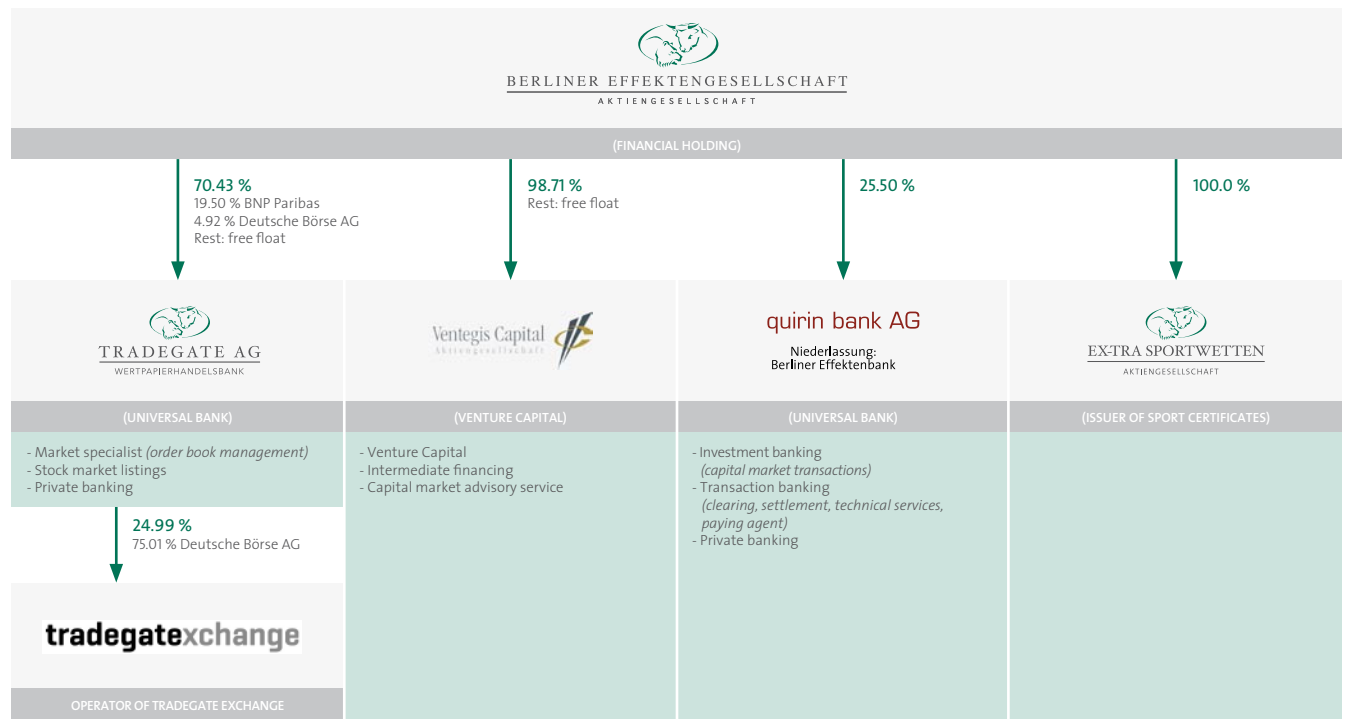 BERLINER EFFEKTENGESELLSCHAFT
AKTIENGESELLSCHAFT
(FINANCIAL HOLDING)
70.43 %
19.50 % BNP Paribas
4.92 % Deutsche Börse AG
Rest: free float
98.71 %
Rest: free float
25.50 %
100.0 %
TRADEGATE AG
WERTPAPIERHANDELSBANK
(UNIVERSAL BANK)
- Market specialist (order book management)
- Stock market listings
- Private banking
24.99 %
75.01 % Deutsche Börse AG
tradegatexchange
OPERATOR OF TRADEGATE EXCHANGE
Ventegis Capital
Aktiengesellschaft
(VENTURE CAPITAL)
- Venture Capital
- Intermediate financing
- Capital market advisory service
quirin bank AG
Niederlassung:
Berliner Effektenbank
(UNIVERSAL BANK)
- Investment banking
(capital market transactions)
- Transaction banking
(clearing, settlement, technical services,
paying agent)
- Private banking
EX-TRA SPORTWETTEN
AKTIENGESELLSCHAFT
(ISSUER OF SPORT CERTIFICATES)